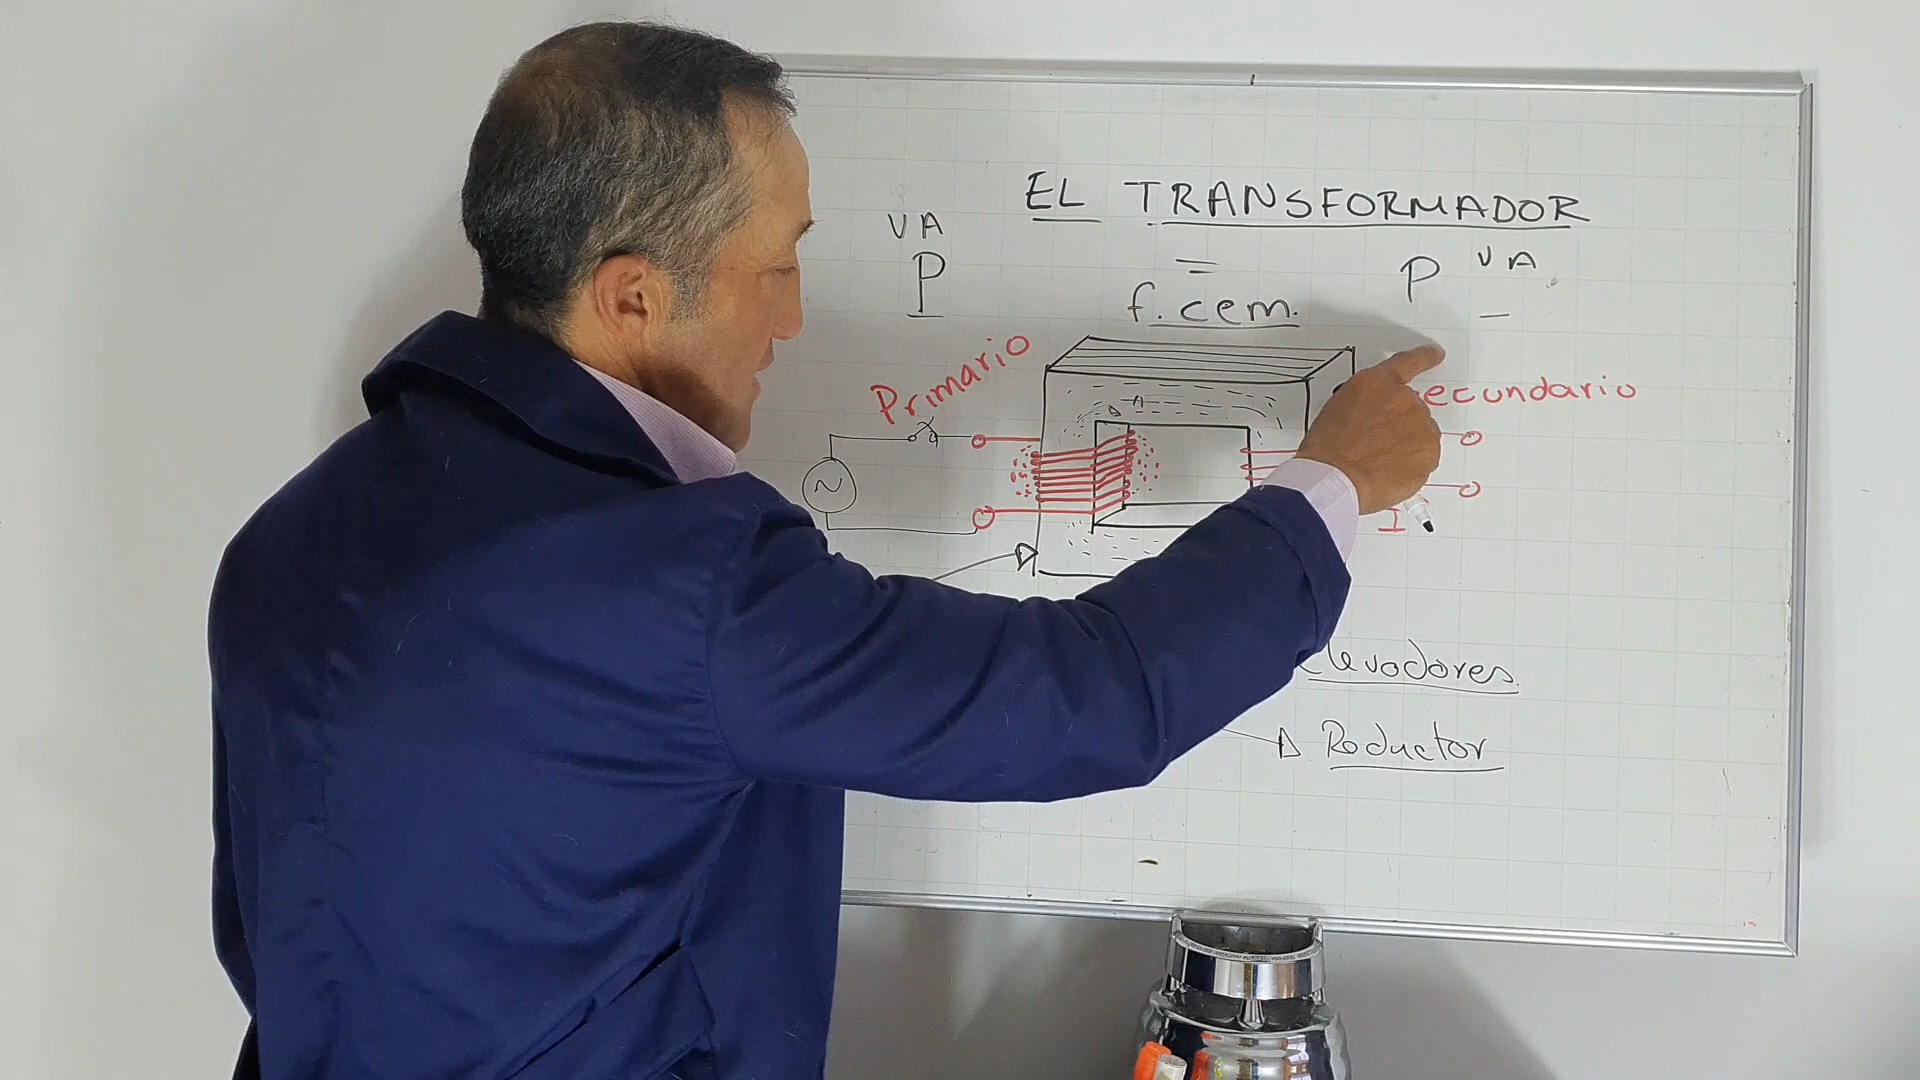 EL TRANSFORMADOR
VA
P
=
P VA
f.cem.
Primario
ecundario
~
I
levadores
Reductor